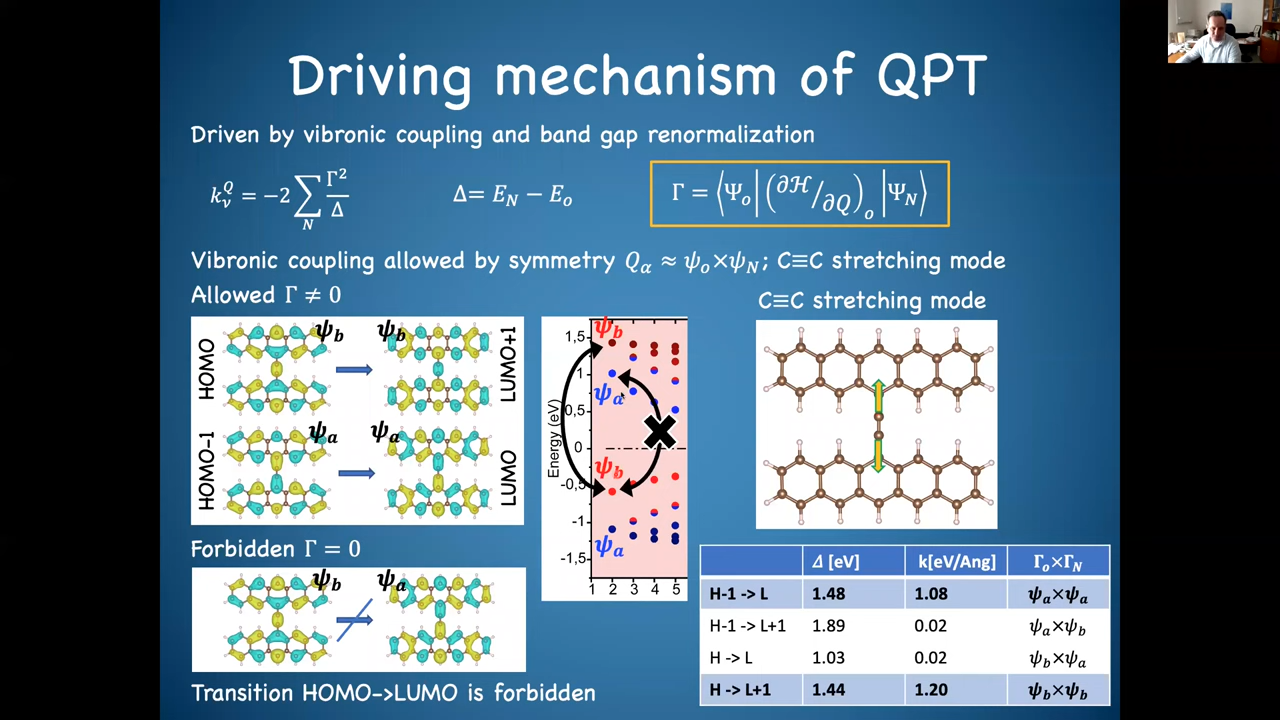 Driving mechanism of QPT
Driven by vibronic coupling and band gap renormalization
k_ν^Q = −2 ∑_N Γ²/Δ
Δ= E_N − E_o
Γ = ⟨Ψ_o|(∂ℋ/∂Q)_o|Ψ_N⟩
Vibronic coupling allowed by symmetry Q_α ≈ ψ_o×ψ_N; C≡C stretching mode
Allowed Γ ≠ 0
HOMO
ψ_b
ψ_b
LUMO+1
HOMO-1
ψ_a
ψ_a
LUMO
Forbidden Γ = 0
ψ_b
ψ_a
Transition HOMO->LUMO is forbidden
Energy (eV)
1,5
1
0,5
0
-0,5
-1
-1,5
1 2 3 4 5
ψ_b
ψ_a
ψ_b
ψ_a
C≡C stretching mode
Δ [eV] k[eV/Ang] Γ_o×Γ_N
H-1 -> L 1.48 1.08 ψ_a×ψ_a
H-1 -> L+1 1.89 0.02 ψ_a×ψ_b
H -> L 1.03 0.02 ψ_b×ψ_a
H -> L+1 1.44 1.20 ψ_b×ψ_b